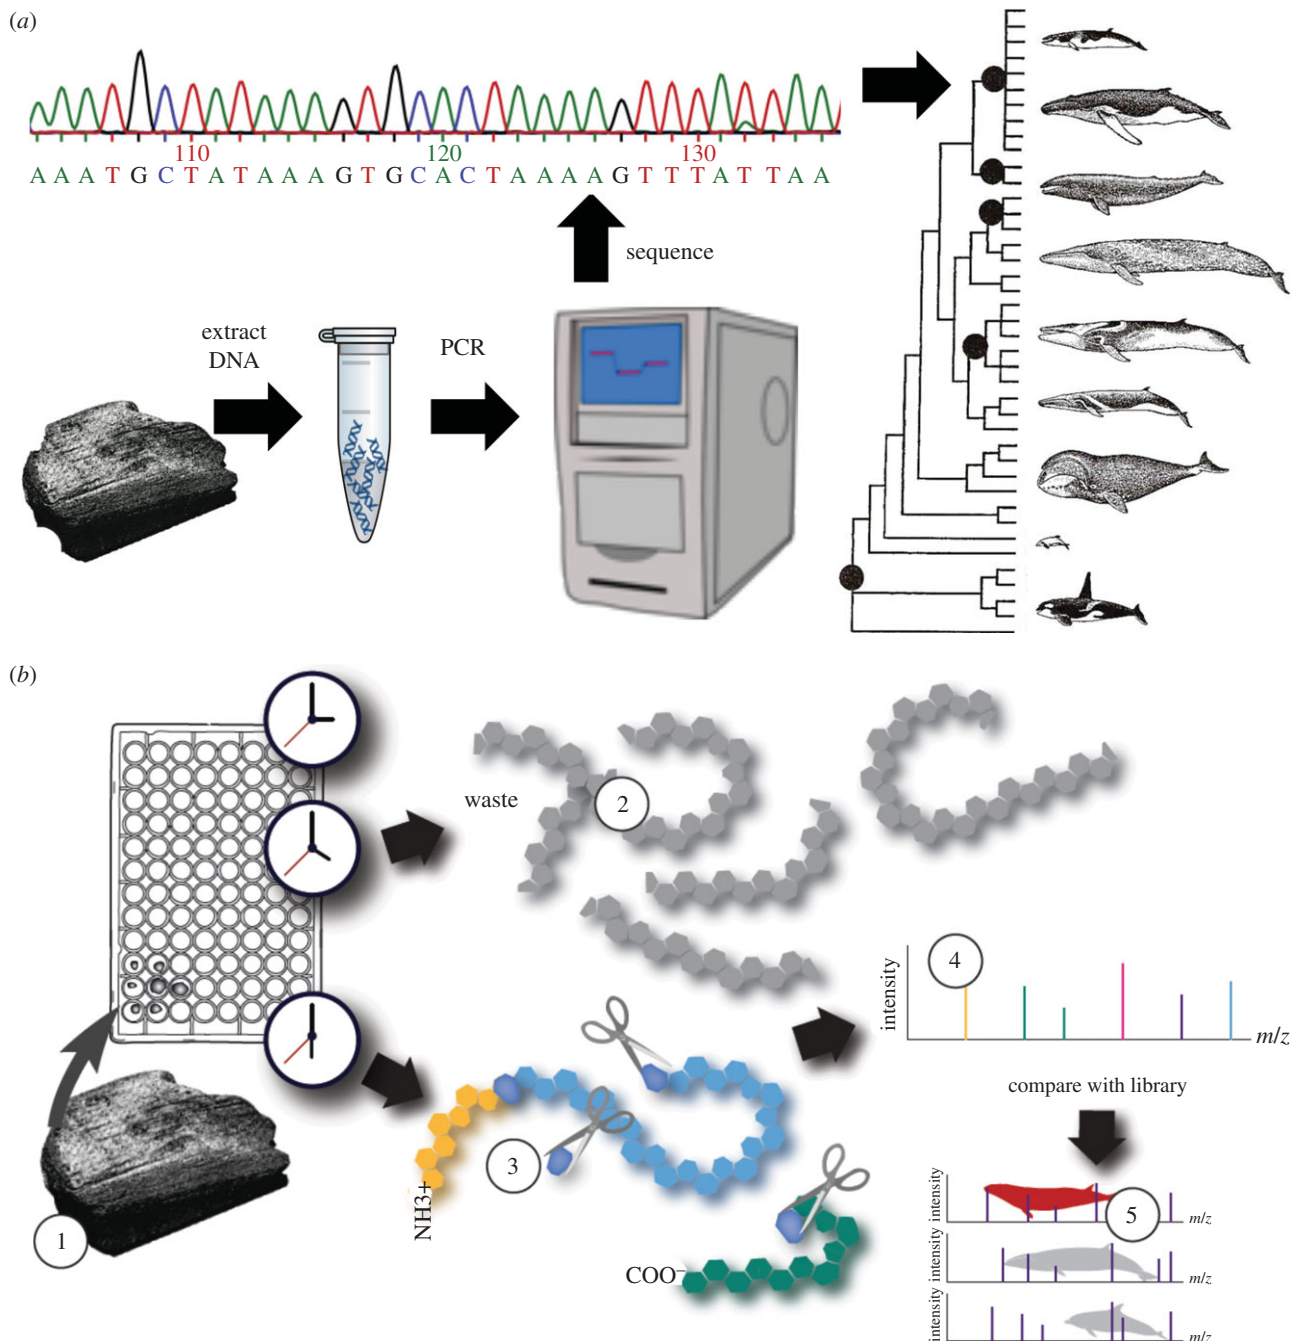 (a)
110 120 130
A A A T G C T A T A A A G T G C A C T A A A A G T T T A T T A A
sequence
extract
DNA
PCR
(b)
waste
2
4
intensity
m/z
compare with library
3
NH3+
1
COO−
intensity
5
m/z
intensity
m/z
intensity
m/z